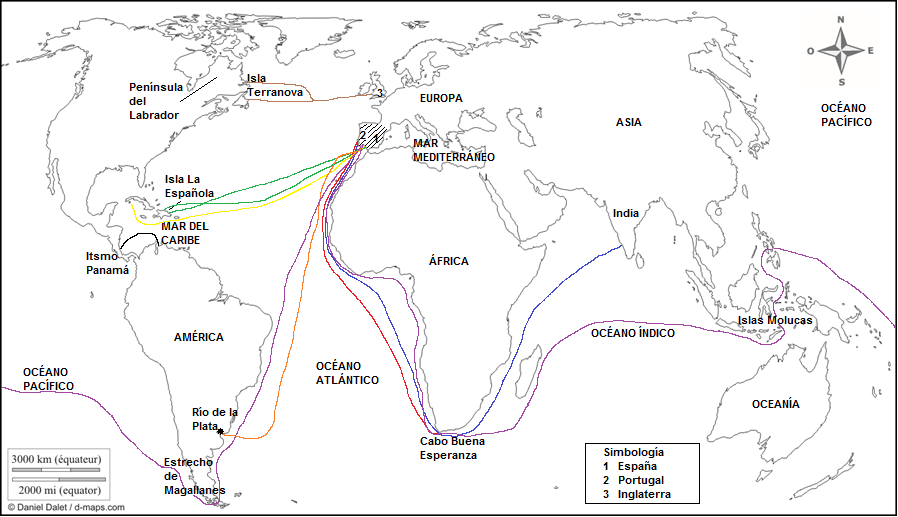 N
O
E
S
Isla
Terranova
Península
del
Labrador
3
EUROPA
ASIA
OCÉANO
PACÍFICO
2
1
MAR
MEDITERRÁNEO
Isla La
Española
MAR DEL
CARIBE
India
Itsmo
Panamá
ÁFRICA
Islas Molucas
AMÉRICA
OCÉANO ÍNDICO
OCÉANO
PACÍFICO
OCÉANO
ATLÁNTICO
OCEANÍA
Río de la
Plata
Cabo Buena
Esperanza
Estrecho
de
Magallanes
Simbología
1 España
2 Portugal
3 Inglaterra
3000 km (équateur)
2000 mi (equator)
© Daniel Dalet / d-maps.com